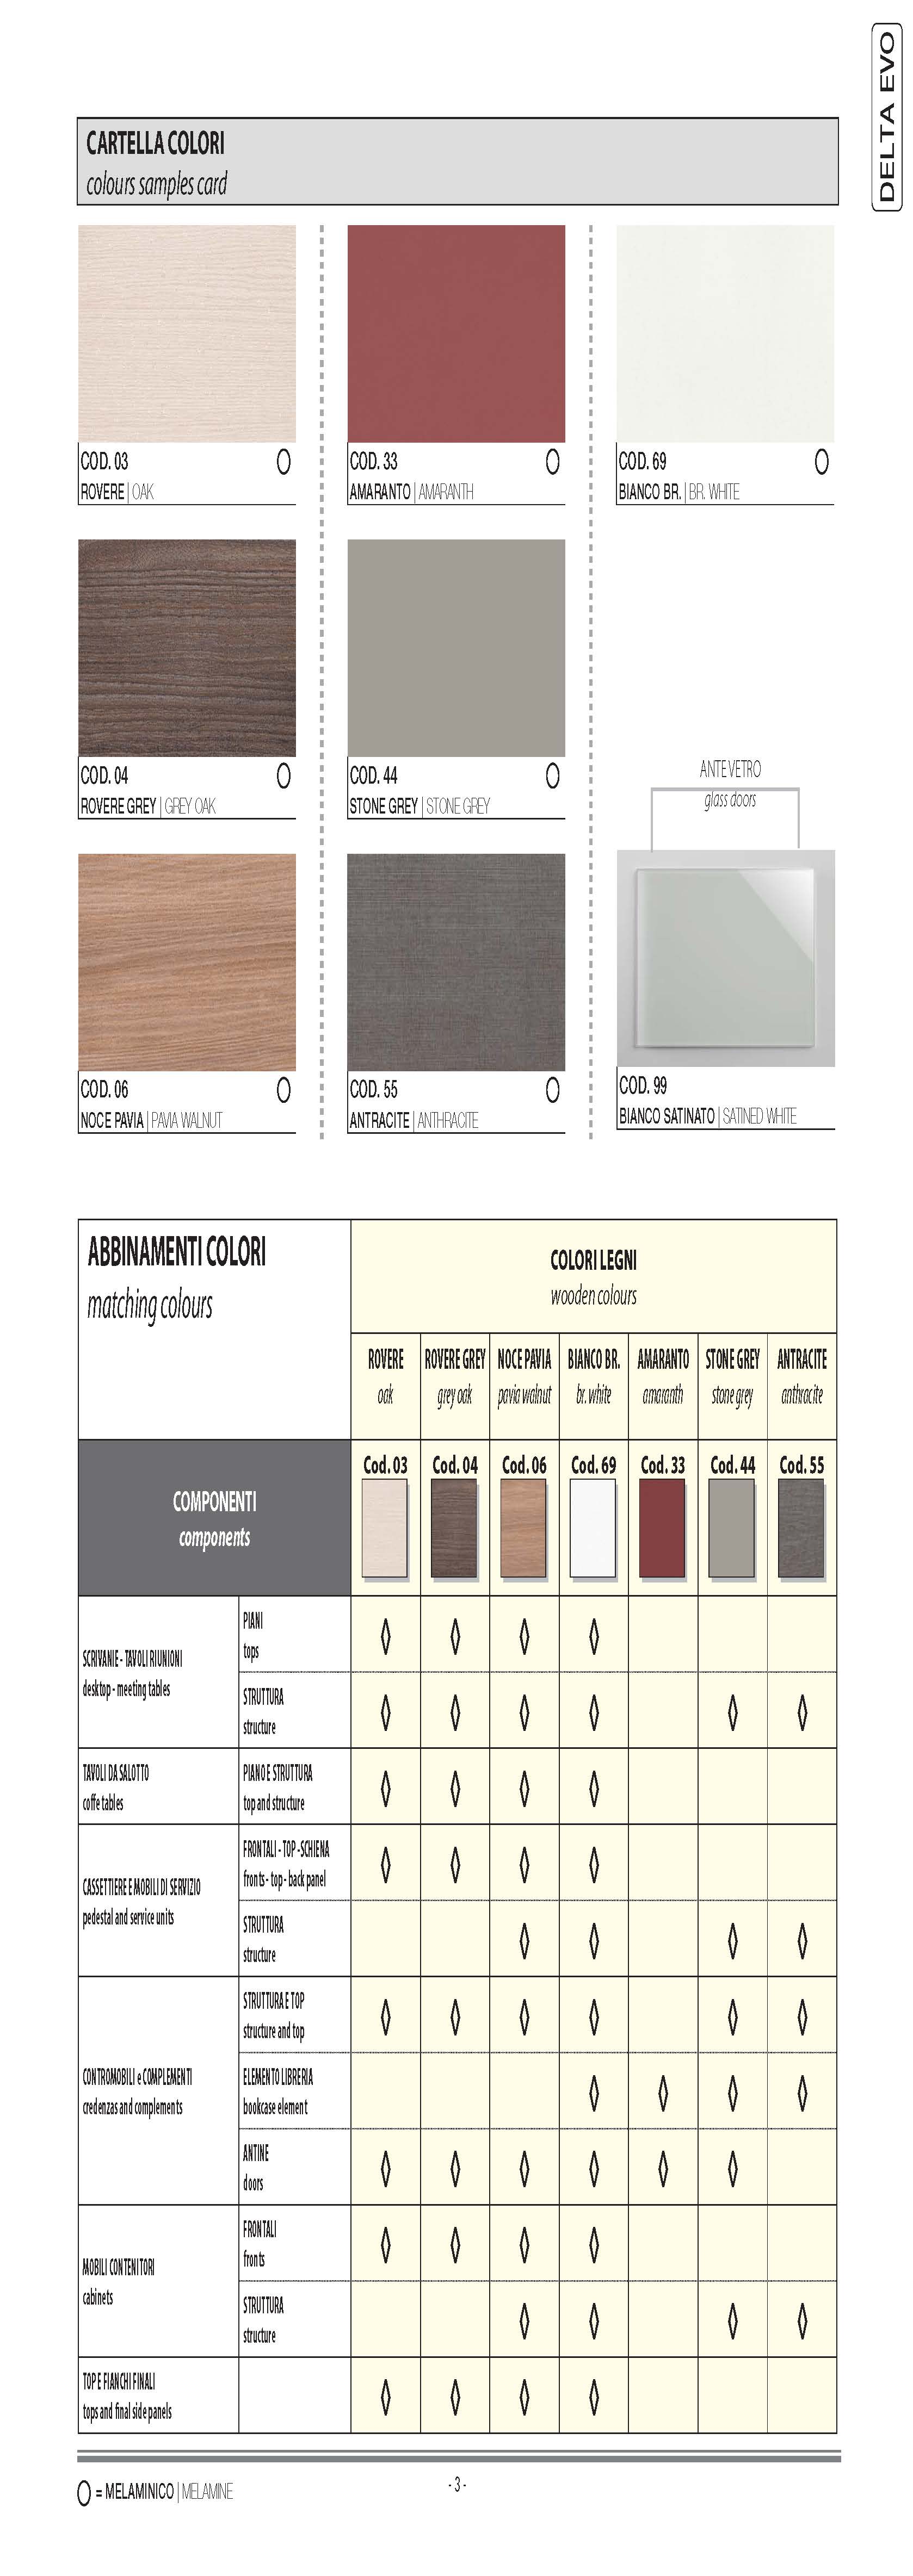 DELTA EVO
CARTELLA COLORI
colours samples card
COD. 03
ROVERE | OAK
COD. 33
AMARANTO | AMARANTH
COD. 69
BIANCO BR. | BR. WHITE
COD. 04
ROVERE GREY | GREY OAK
COD. 44
STONE GREY | STONE GREY
ANTE VETRO
glass doors
COD. 06
NOCE PAVIA | PAVIA WALNUT
COD. 55
ANTRACITE | ANTHRACITE
COD. 99
BIANCO SATINATO | SATINED WHITE
ABBINAMENTI COLORI
matching colours
COLORI LEGNI
wooden colours
ROVERE ROVERE GREY NOCE PAVIA BIANCO BR. AMARANTO STONE GREY ANTRACITE
oak grey oak pavia walnut br. white amaranth stone grey anthracite
COMPONENTI
components
Cod. 03 Cod. 04 Cod. 06 Cod. 69 Cod. 33 Cod. 44 Cod. 55
SCRIVANIE - TAVOLI RIUNIONI
desktop - meeting tables
PIANI
tops
STRUTTURA
structure
TAVOLI DA SALOTTO
coffe tables
PIANO E STRUTTURA
top and structure
CASSETTIERE E MOBILI DI SERVIZIO
pedestal and service units
FRONTALI - TOP -SCHIENA
fronts - top - back panel
STRUTTURA
structure
CONTROMOBILI e COMPLEMENTI
credenzas and complements
STRUTTURA E TOP
structure and top
ELEMENTO LIBRERIA
bookcase element
ANTINE
doors
MOBILI CONTENITORI
cabinets
FRONTALI
fronts
STRUTTURA
structure
TOP E FIANCHI FINALI
tops and final side panels
= MELAMINICO | MELAMINE
- 3 -